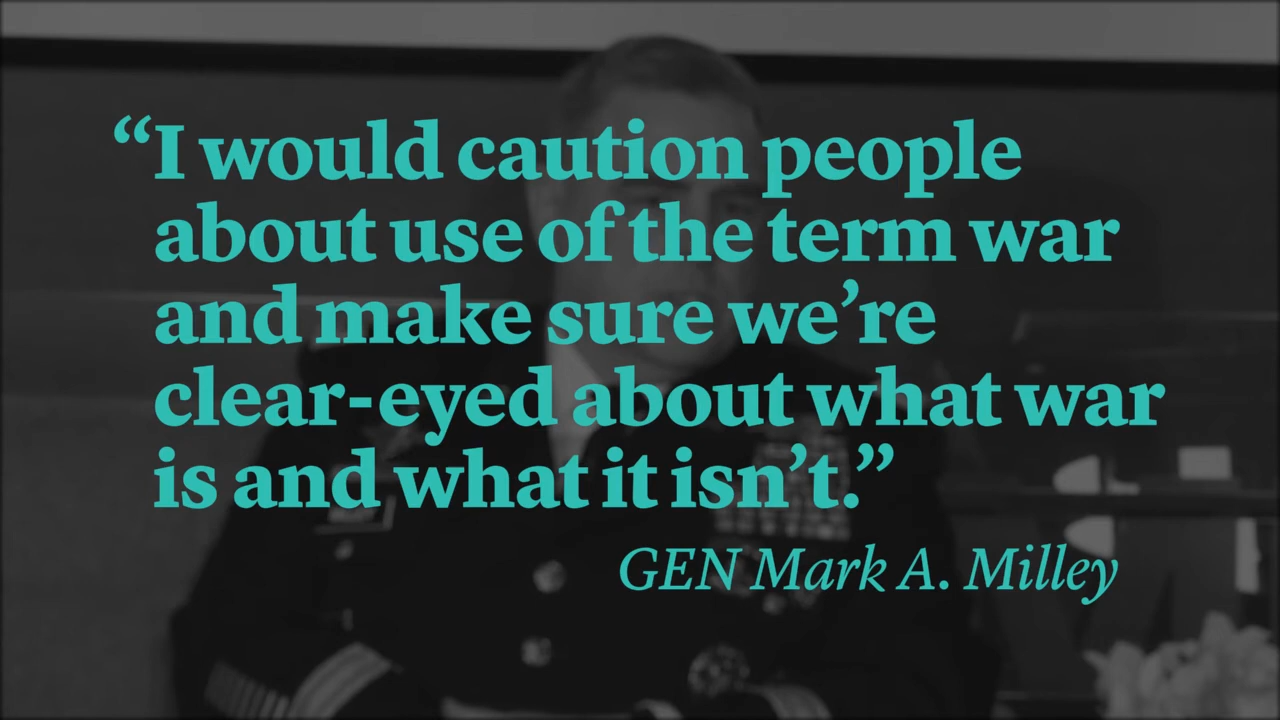 “I would caution people
about use of the term war
and make sure we’re
clear-eyed about what war
is and what it isn’t.”
GEN Mark A. Milley